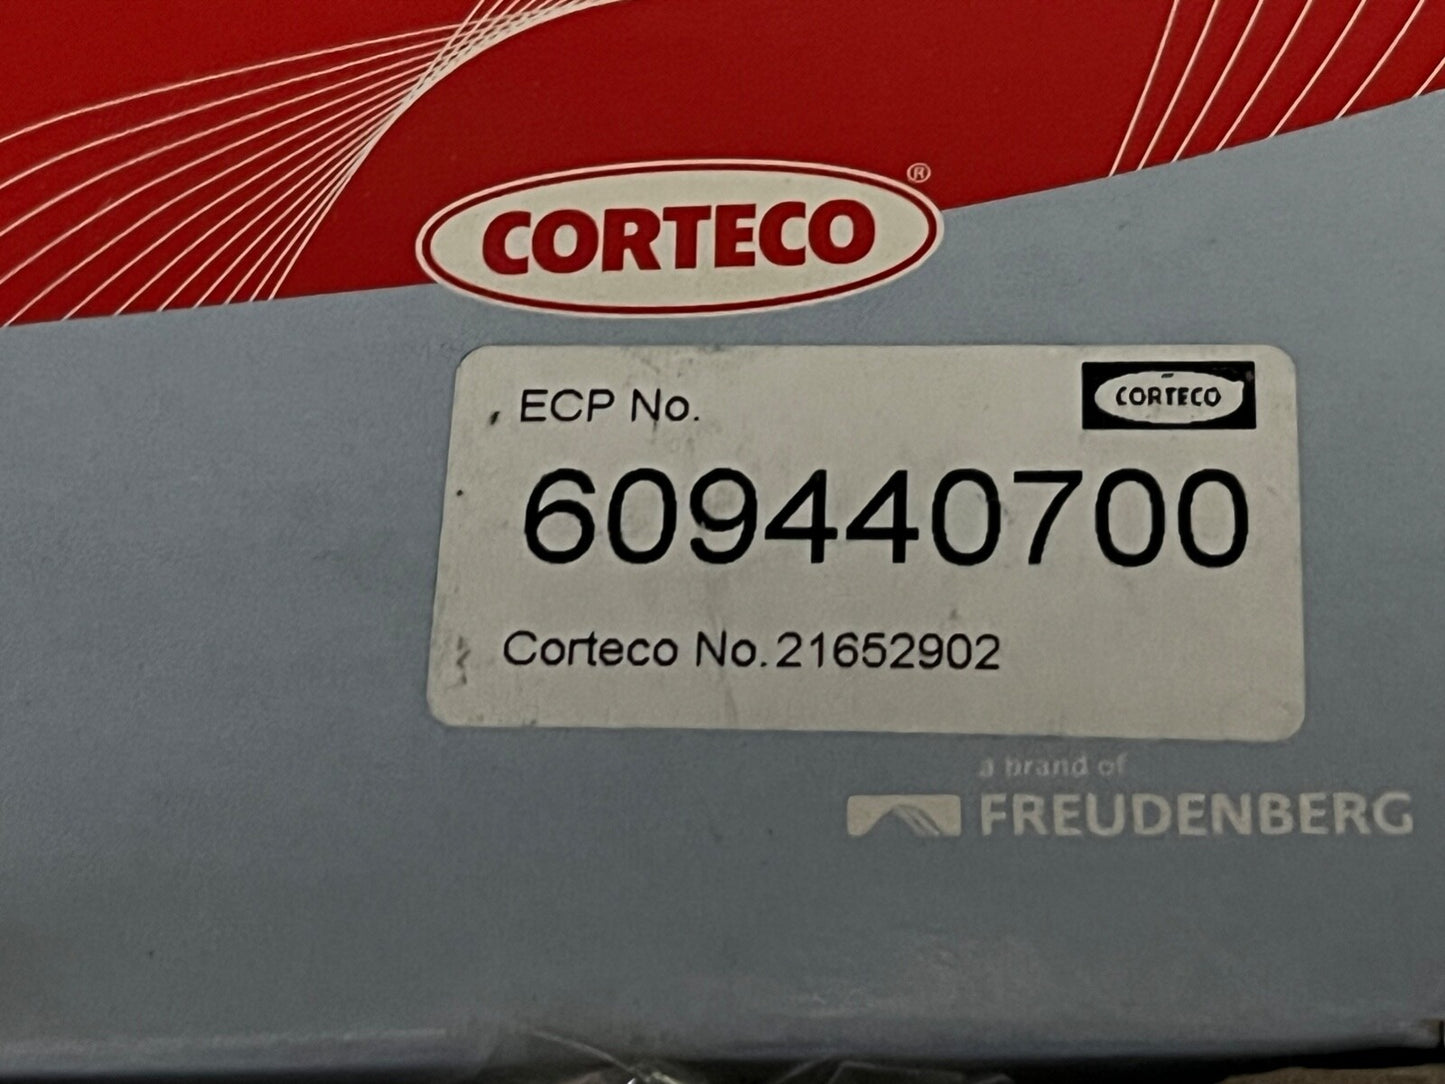 CORTECO®
ECP No.
CORTECO
609440700
Corteco No.21652902
a brand of
FREUDENBERG